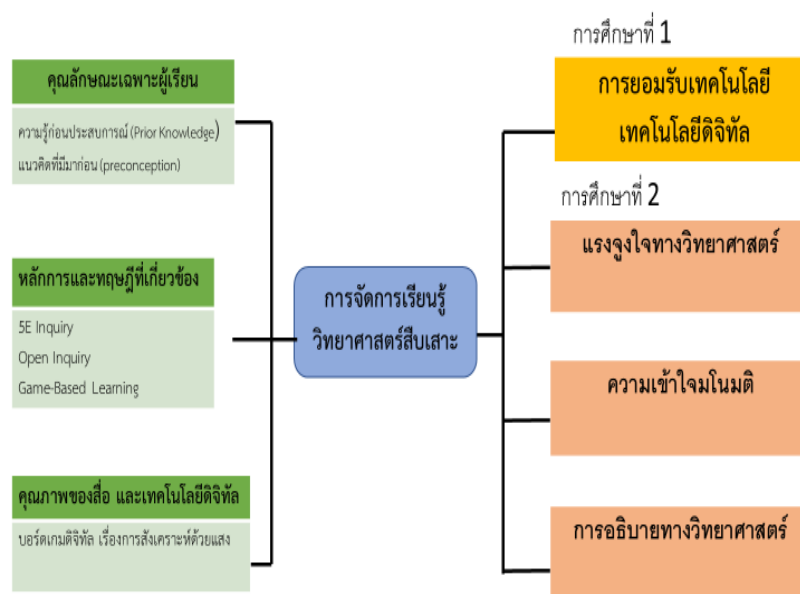 คุณลักษณะเฉพาะผู้เรียน
ความรู้ก่อนประสบการณ์ (Prior Knowledge)
แนวคิดที่มีมาก่อน (preconception)
หลักการและทฤษฎีที่เกี่ยวข้อง
5E Inquiry
Open Inquiry
Game-Based Learning
คุณภาพของสื่อ และเทคโนโลยีดิจิทัล
บอร์ดเกมดิจิทัล เรื่องการสังเคราะห์ด้วยแสง
การจัดการเรียนรู้
วิทยาศาสตร์สืบเสาะ
การศึกษาที่ 1
การยอมรับเทคโนโลยี
เทคโนโลยีดิจิทัล
การศึกษาที่ 2
แรงจูงใจทางวิทยาศาสตร์
ความเข้าใจมโนมติ
การอธิบายทางวิทยาศาสตร์